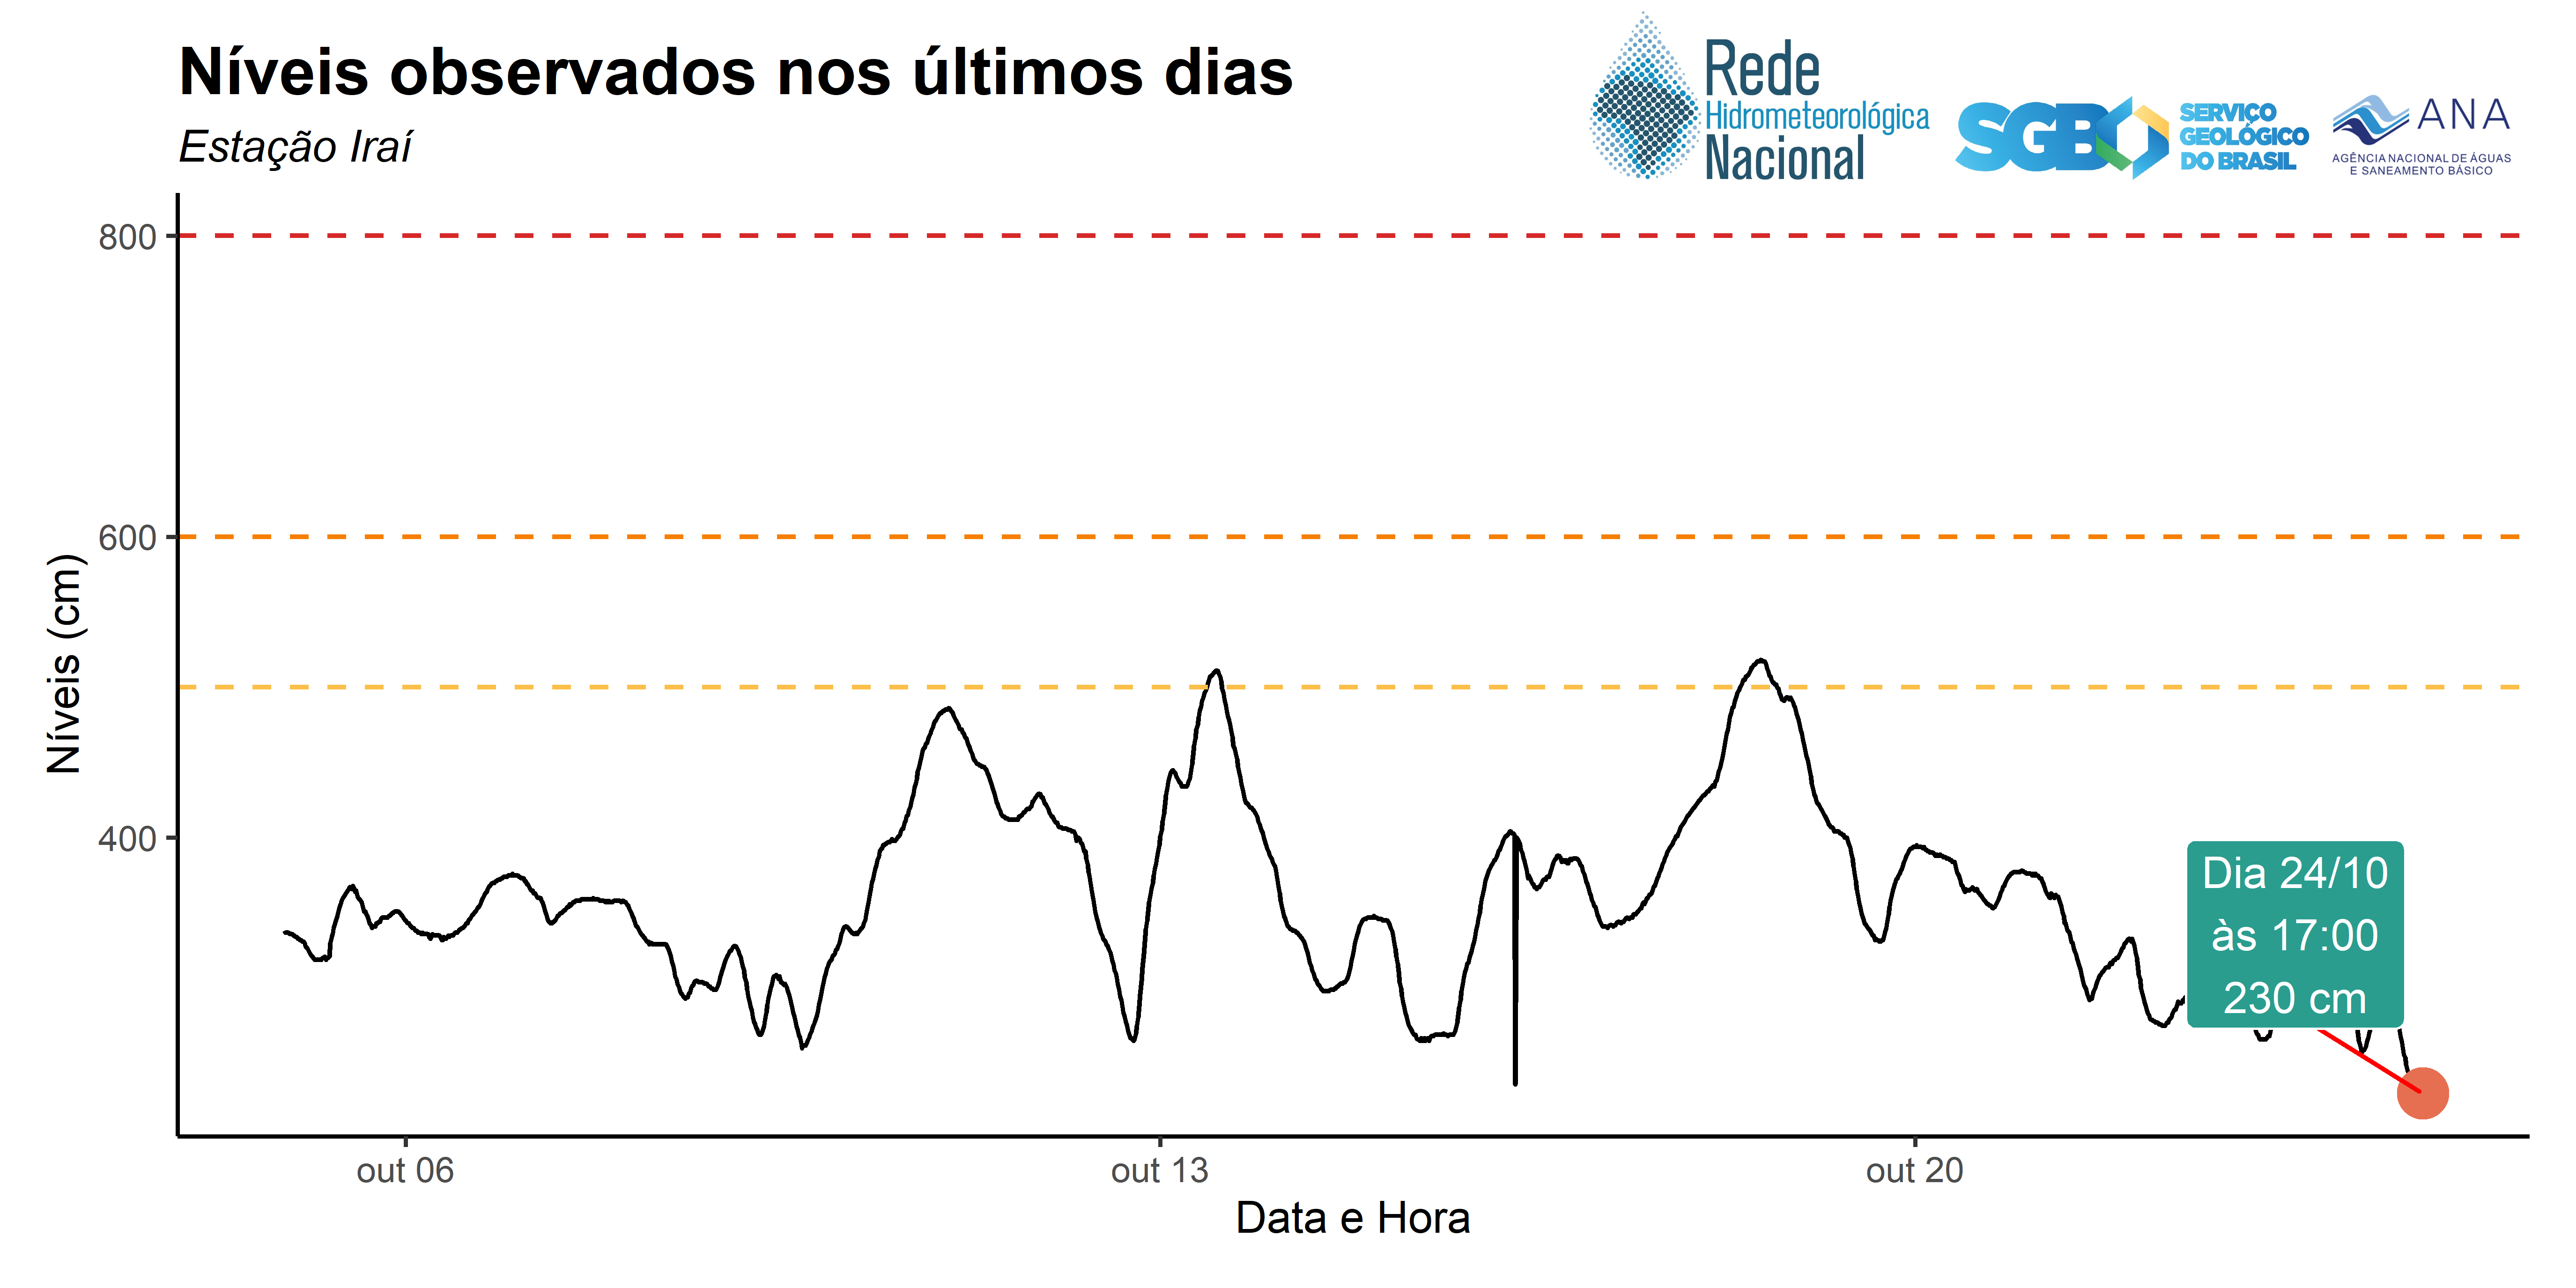 Níveis observados nos últimos dias
Estação Iraí
Rede
Hidrometeorológica
Nacional
SGB
SERVIÇO
GEOLÓGICO
DO BRASIL
ANA
AGÊNCIA NACIONAL DE ÁGUAS
E SANEAMENTO BÁSICO
800
600
400
Níveis (cm)
Dia 24/10
às 17:00
230 cm
out 06
out 13
out 20
Data e Hora